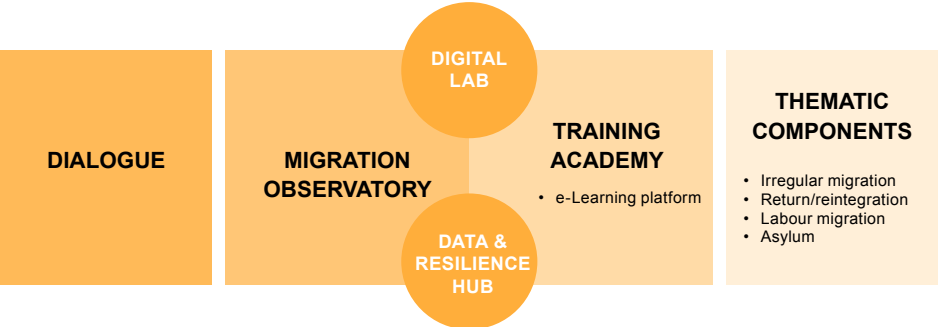 DIALOGUE
MIGRATION
OBSERVATORY
DIGITAL
LAB
DATA &
RESILIENCE
HUB
TRAINING
ACADEMY
• e-Learning platform
THEMATIC
COMPONENTS
• Irregular migration
• Return/reintegration
• Labour migration
• Asylum